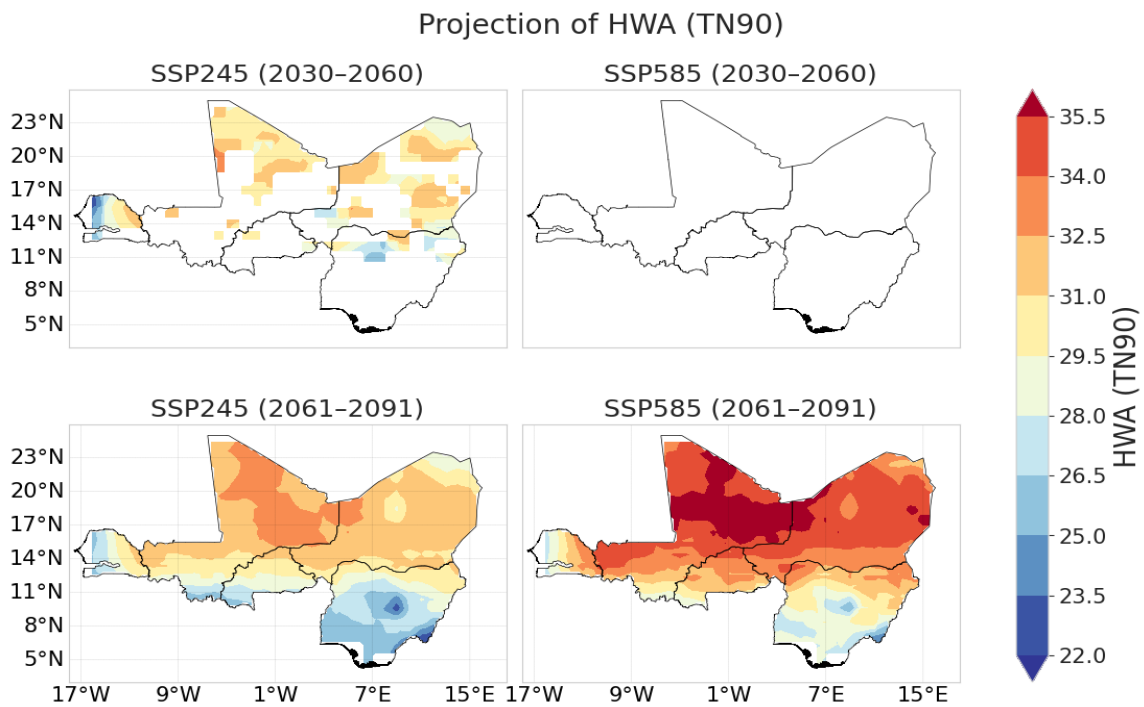 Projection of HWA (TN90)
SSP245 (2030–2060)
SSP585 (2030–2060)
23°N
20°N
17°N
14°N
11°N
8°N
5°N
SSP245 (2061–2091)
SSP585 (2061–2091)
23°N
20°N
17°N
14°N
11°N
8°N
5°N
17°W
9°W
1°W
7°E
15°E
17°W
9°W
1°W
7°E
15°E
35.5
34.0
32.5
31.0
29.5
28.0
26.5
25.0
23.5
22.0
HWA (TN90)